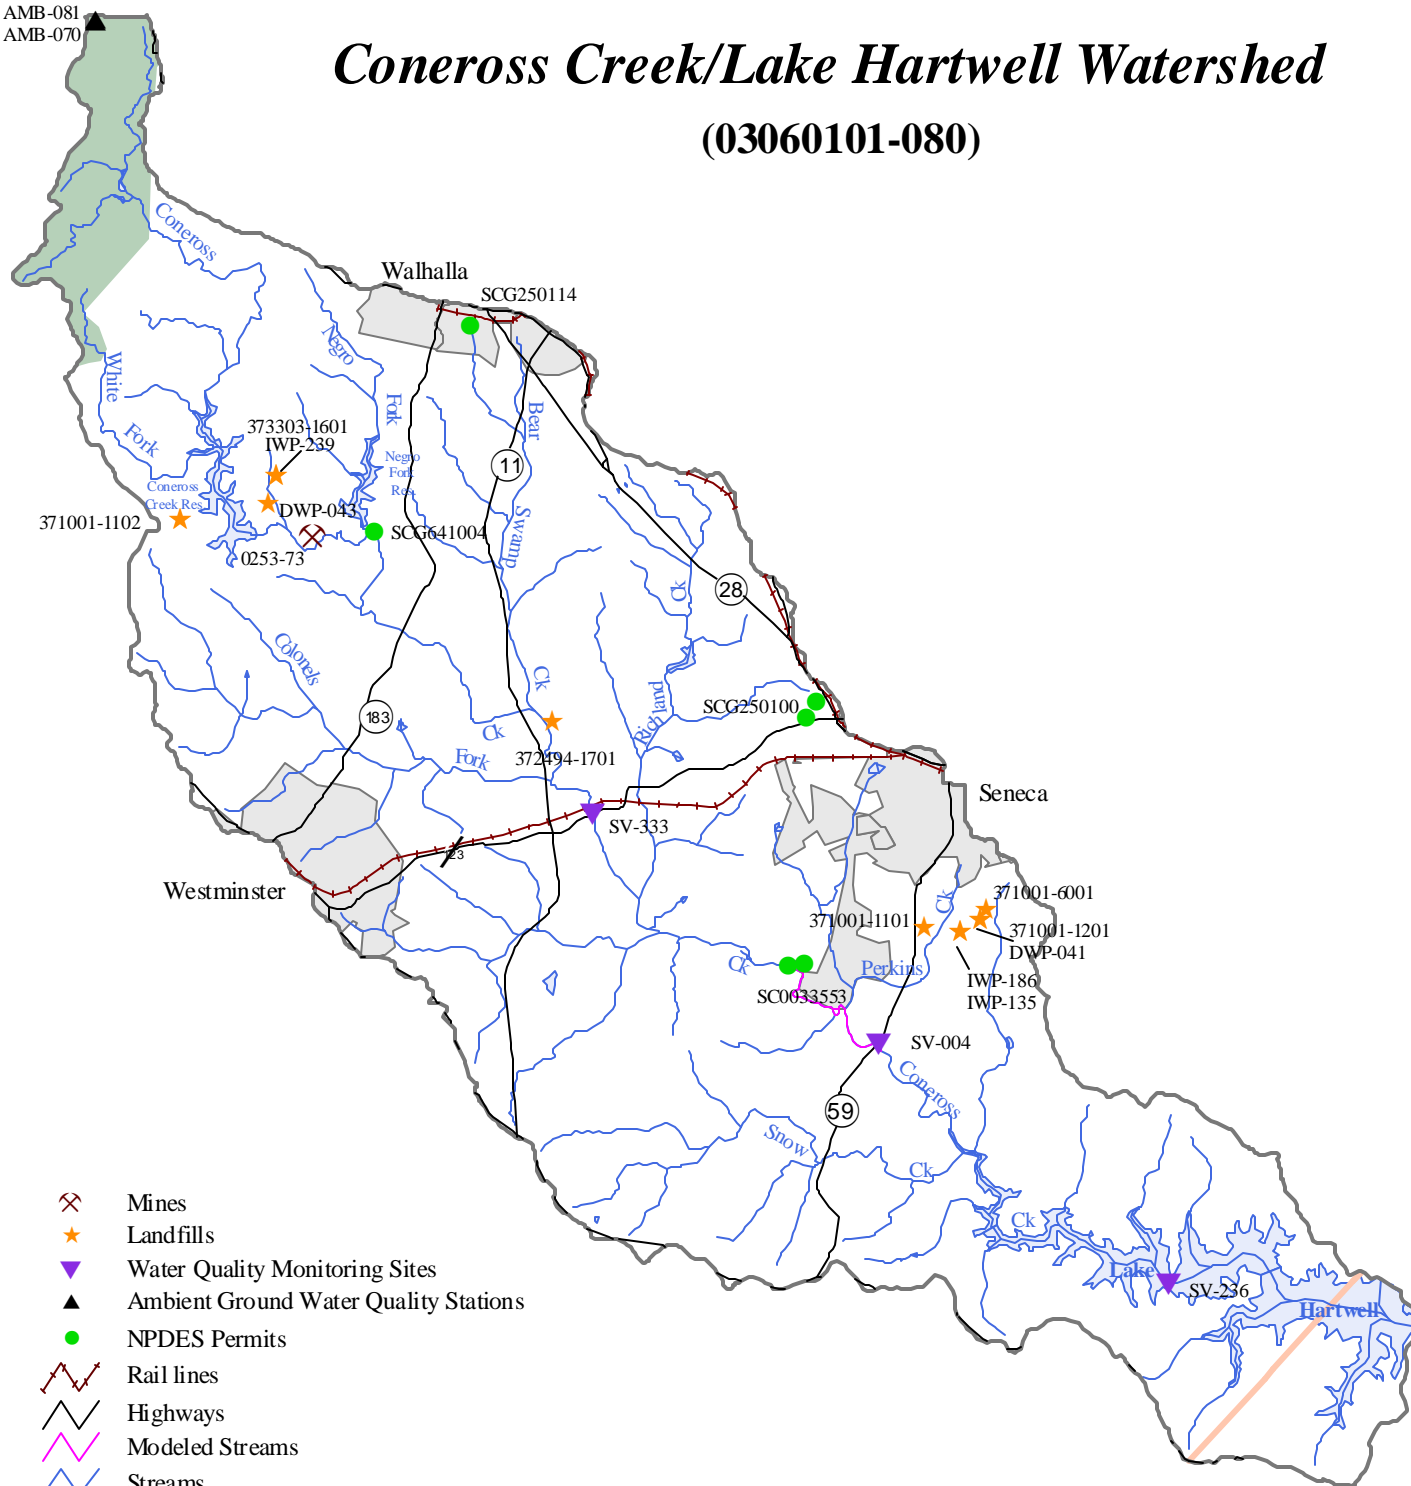 AMB-081
AMB-070
Coneross Creek/Lake Hartwell Watershed
(03060101-080)
Coneross
Walhalla
SCG250114
Negro
White
Fork
Fork
Bear
373303-1601
IWP-239
11
Negro
Fork
Res.
Coneross
Creek Res.
DWP-043
371001-1102
SCG641004
Swamp
0253-73
28
Ck
Colonels
Ck
Richland
183
SCG250100
Ck
Fork
372494-1701
Seneca
SV-333
123
Westminster
371001-6001
Ck
371001-1101
371001-1201
DWP-041
Ck
Perkins
IWP-186
IWP-135
SC0033553
SV-004
Coneross
59
Snow
Ck
Ck
Lake
SV-236
Hartwell
Mines
Landfills
Water Quality Monitoring Sites
Ambient Ground Water Quality Stations
NPDES Permits
Rail lines
Highways
Modeled Streams
Streams